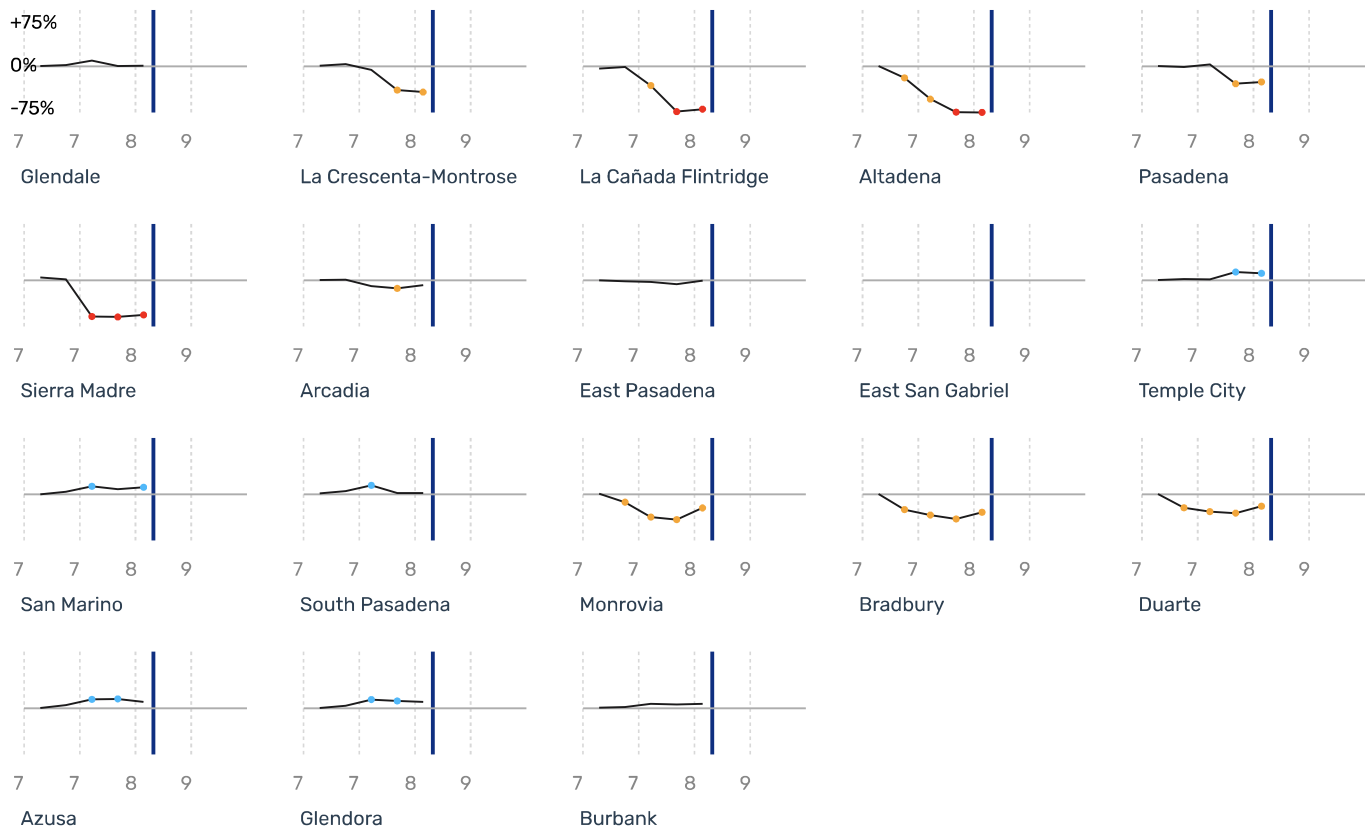 +75%
0%
-75%
7 7 8 9 7 7 8 9 7 7 8 9 7 7 8 9 7 7 8 9
Glendale La Crescenta-Montrose La Cañada Flintridge Altadena Pasadena
7 7 8 9 7 7 8 9 7 7 8 9 7 7 8 9 7 7 8 9
Sierra Madre Arcadia East Pasadena East San Gabriel Temple City
7 7 8 9 7 7 8 9 7 7 8 9 7 7 8 9 7 7 8 9
San Marino South Pasadena Monrovia Bradbury Duarte
7 7 8 9 7 7 8 9 7 7 8 9
Azusa Glendora Burbank